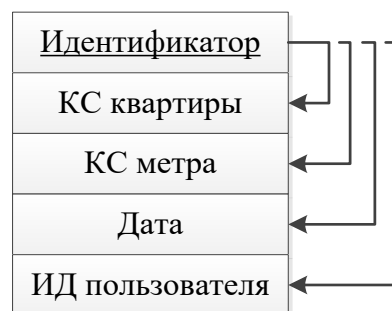 Идентификатор
КС квартиры
КС метра
Дата
ИД пользователя